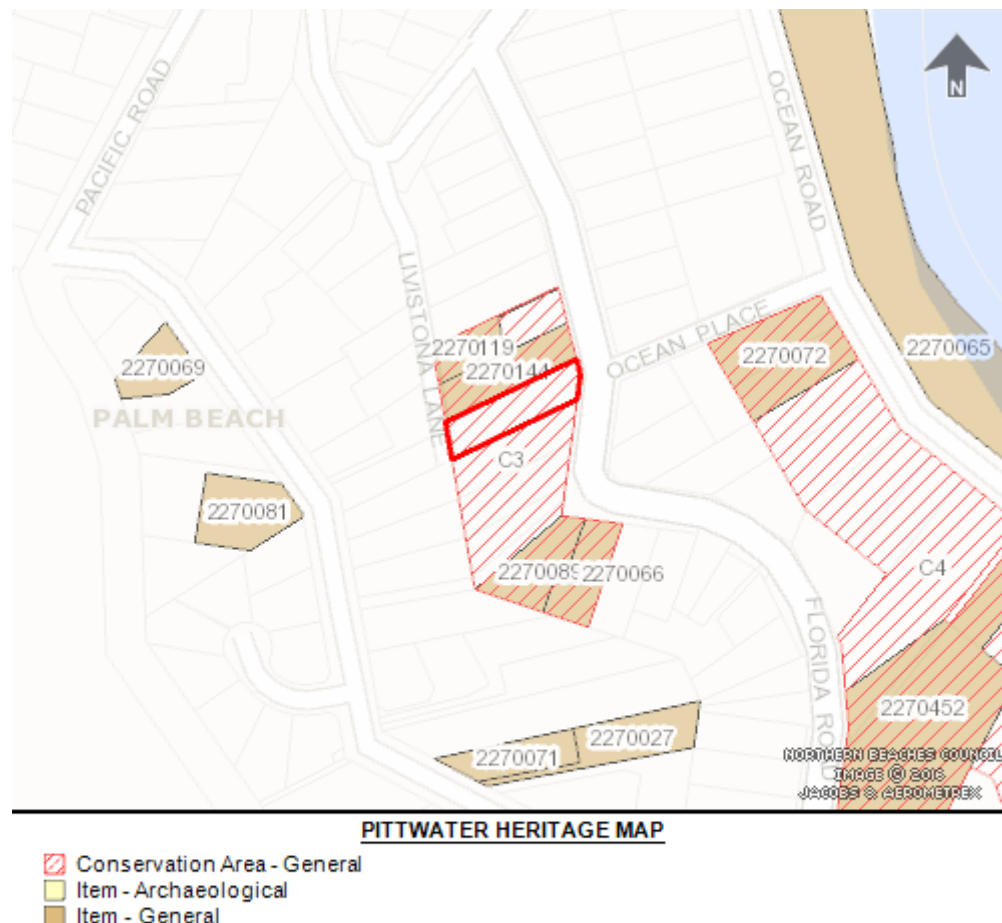 N
PACIFIC ROAD
OCEAN ROAD
LIVISTONA LANE
OCEAN PLACE
2270119
2270144
2270072
2270065
2270069
PALM BEACH
C3
2270081
2270089
2270066
C4
FLORIDA ROAD
2270452
2270071
2270027
NORTHERN BEACHES COUNCIL
IMAGE © 2016
JACOBS & AEROMETREX
PITTWATER HERITAGE MAP
Conservation Area - General
Item - Archaeological
Item - General